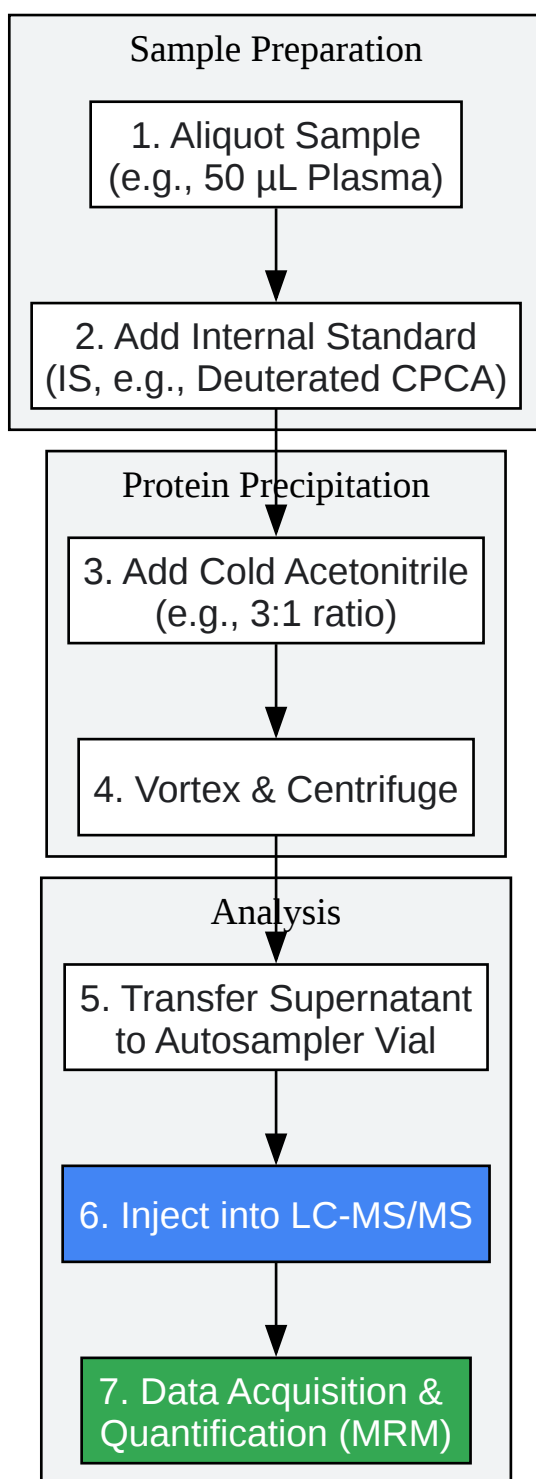 Sample Preparation
1. Aliquot Sample
(e.g., 50 µL Plasma)
2. Add Internal Standard
(IS, e.g., Deuterated CPCA)
Protein Precipitation
3. Add Cold Acetonitrile
(e.g., 3:1 ratio)
4. Vortex & Centrifuge
Analysis
5. Transfer Supernatant
to Autosampler Vial
6. Inject into LC-MS/MS
7. Data Acquisition &
Quantification (MRM)